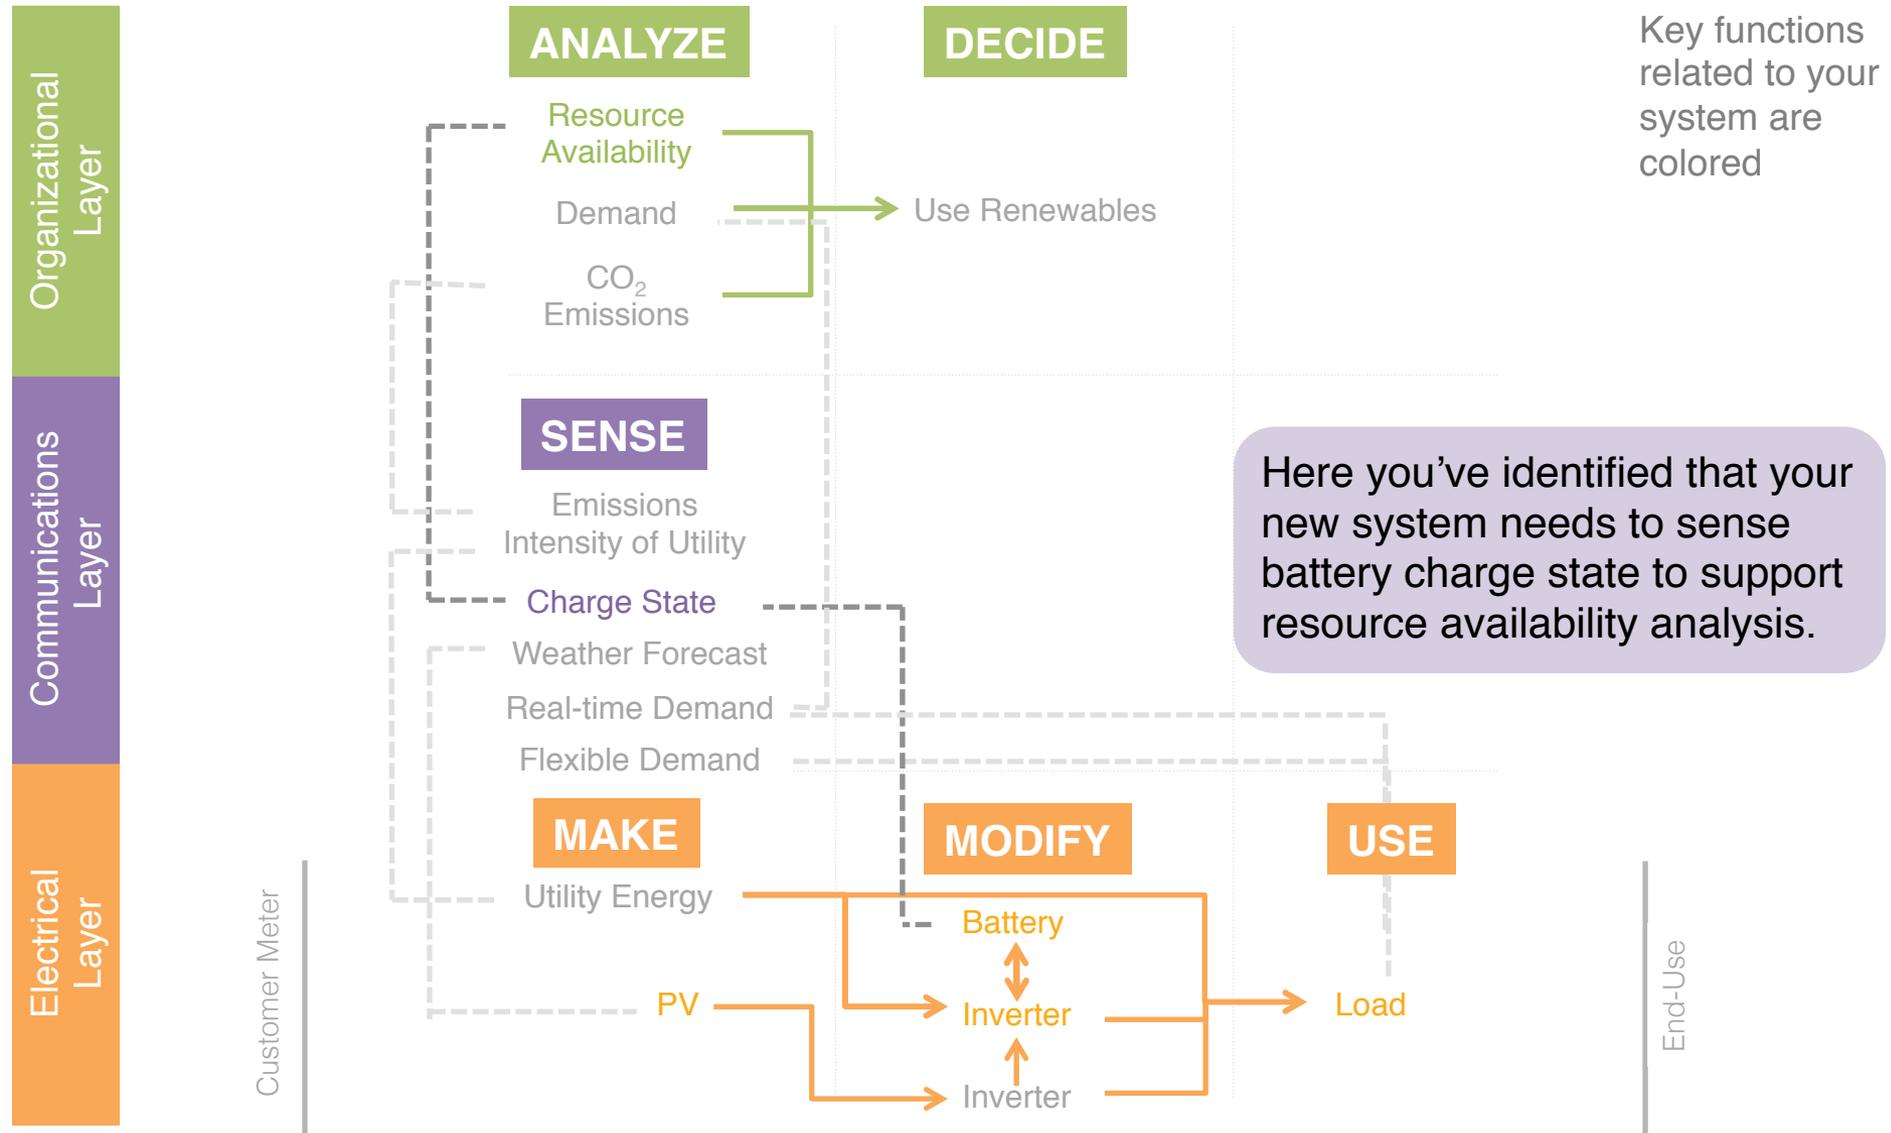 Organizational
Layer
ANALYZE
DECIDE
Key functions
related to your
system are
colored
Resource
Availability
Demand
Use Renewables
CO₂
Emissions
Communications
Layer
SENSE
Emissions
Intensity of Utility
Charge State
Weather Forecast
Real-time Demand
Flexible Demand
Here you’ve identified that your
new system needs to sense
battery charge state to support
resource availability analysis.
Electrical
Layer
Customer Meter
MAKE
MODIFY
USE
Utility Energy
Battery
PV
Inverter
Load
Inverter
End-Use